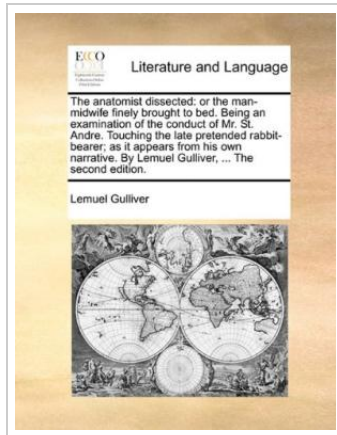 ECCO
Literature and Language
The anatomist dissected: or the man-
midwife finely brought to bed. Being an
examination of the conduct of Mr. St.
Andre. Touching the late pretended rabbit-
bearer; as it appears from his own
narrative. By Lemuel Gulliver, ... The
second edition.
Lemuel Gulliver